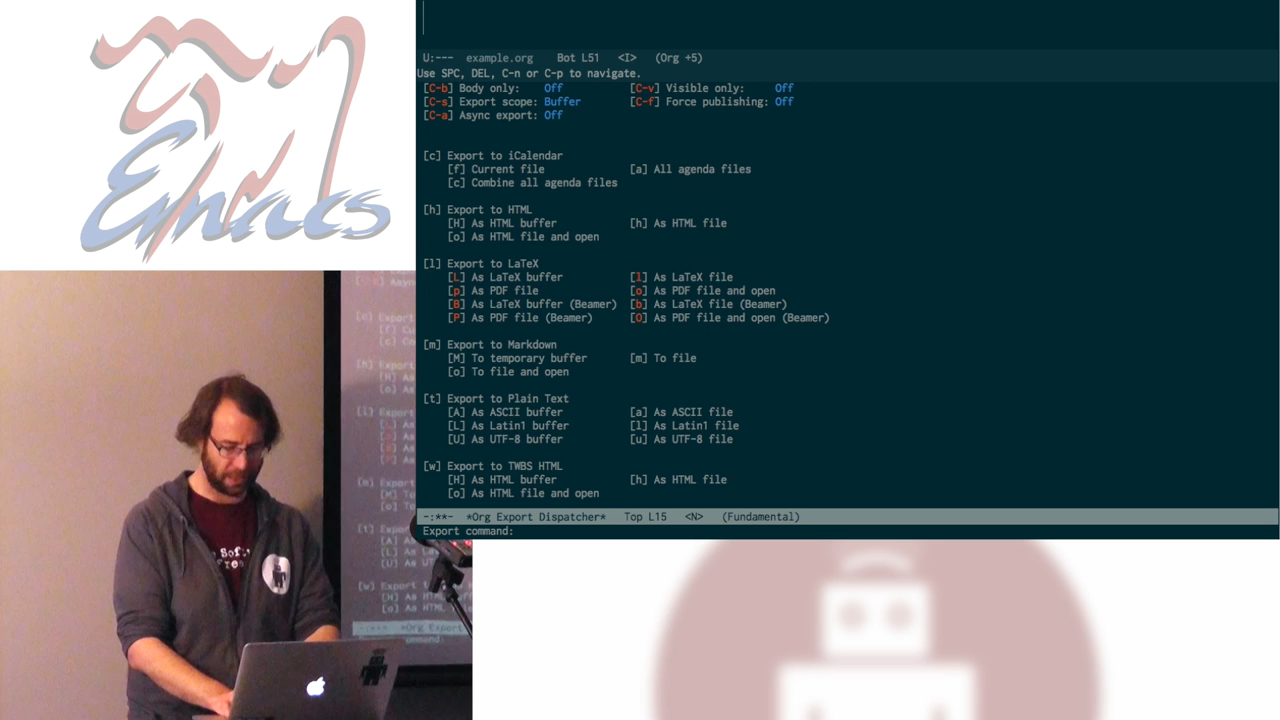 Emacs
U:--- example.org Bot L51 <I> (Org +5)
Use SPC, DEL, C-n or C-p to navigate.
[C-b] Body only: Off [C-v] Visible only: Off
[C-s] Export scope: Buffer [C-f] Force publishing: Off
[C-a] Async export: Off
[c] Export to iCalendar
[f] Current file [a] All agenda files
[c] Combine all agenda files
[h] Export to HTML
[H] As HTML buffer [h] As HTML file
[o] As HTML file and open
[l] Export to LaTeX
[L] As LaTeX buffer [l] As LaTeX file
[p] As PDF file [o] As PDF file and open
[B] As LaTeX buffer (Beamer) [b] As LaTeX file (Beamer)
[P] As PDF file (Beamer) [O] As PDF file and open (Beamer)
[m] Export to Markdown
[M] To temporary buffer [m] To file
[o] To file and open
[t] Export to Plain Text
[A] As ASCII buffer [a] As ASCII file
[L] As Latin1 buffer [l] As Latin1 file
[U] As UTF-8 buffer [u] As UTF-8 file
[w] Export to TWBS HTML
[H] As HTML buffer [h] As HTML file
[o] As HTML file and open
-:**- *Org Export Dispatcher* Top L15 <N> (Fundamental)
Export command: